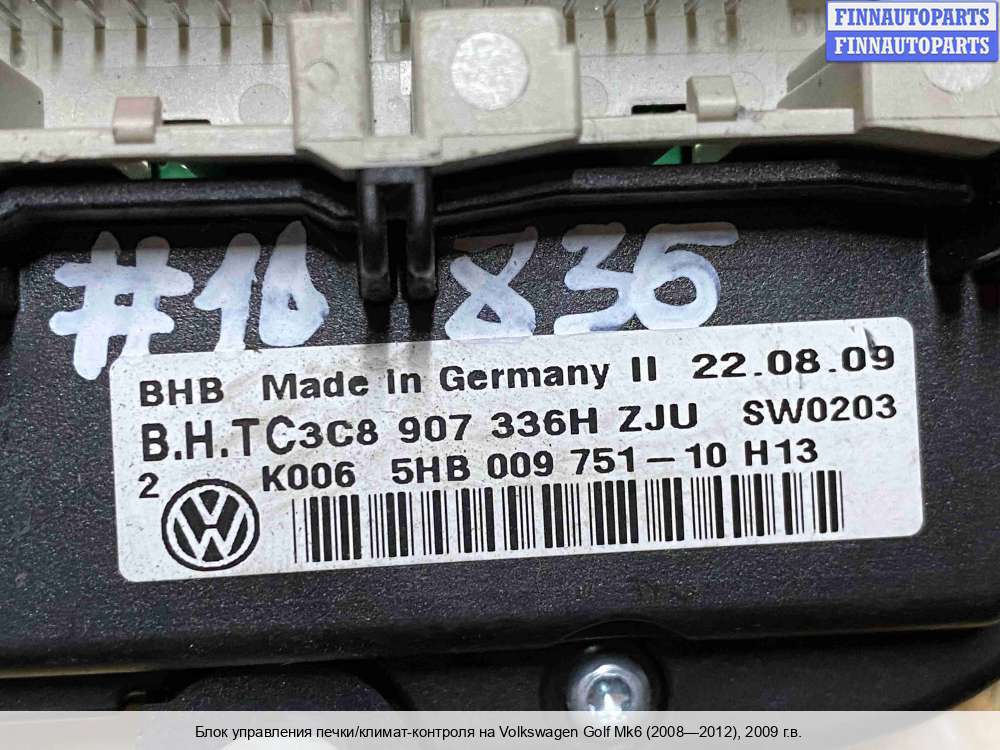 FINNAUTOPARTS
FINNAUTOPARTS
2
#10 836
BHB Made In Germany II 22.08.09
B.H.TC3C8 907 336H ZJU SW0203
2 K006 5HB 009 751-10 H13
Блок управления печки/климат-контроля на Volkswagen Golf Mk6 (2008—2012), 2009 г.в.